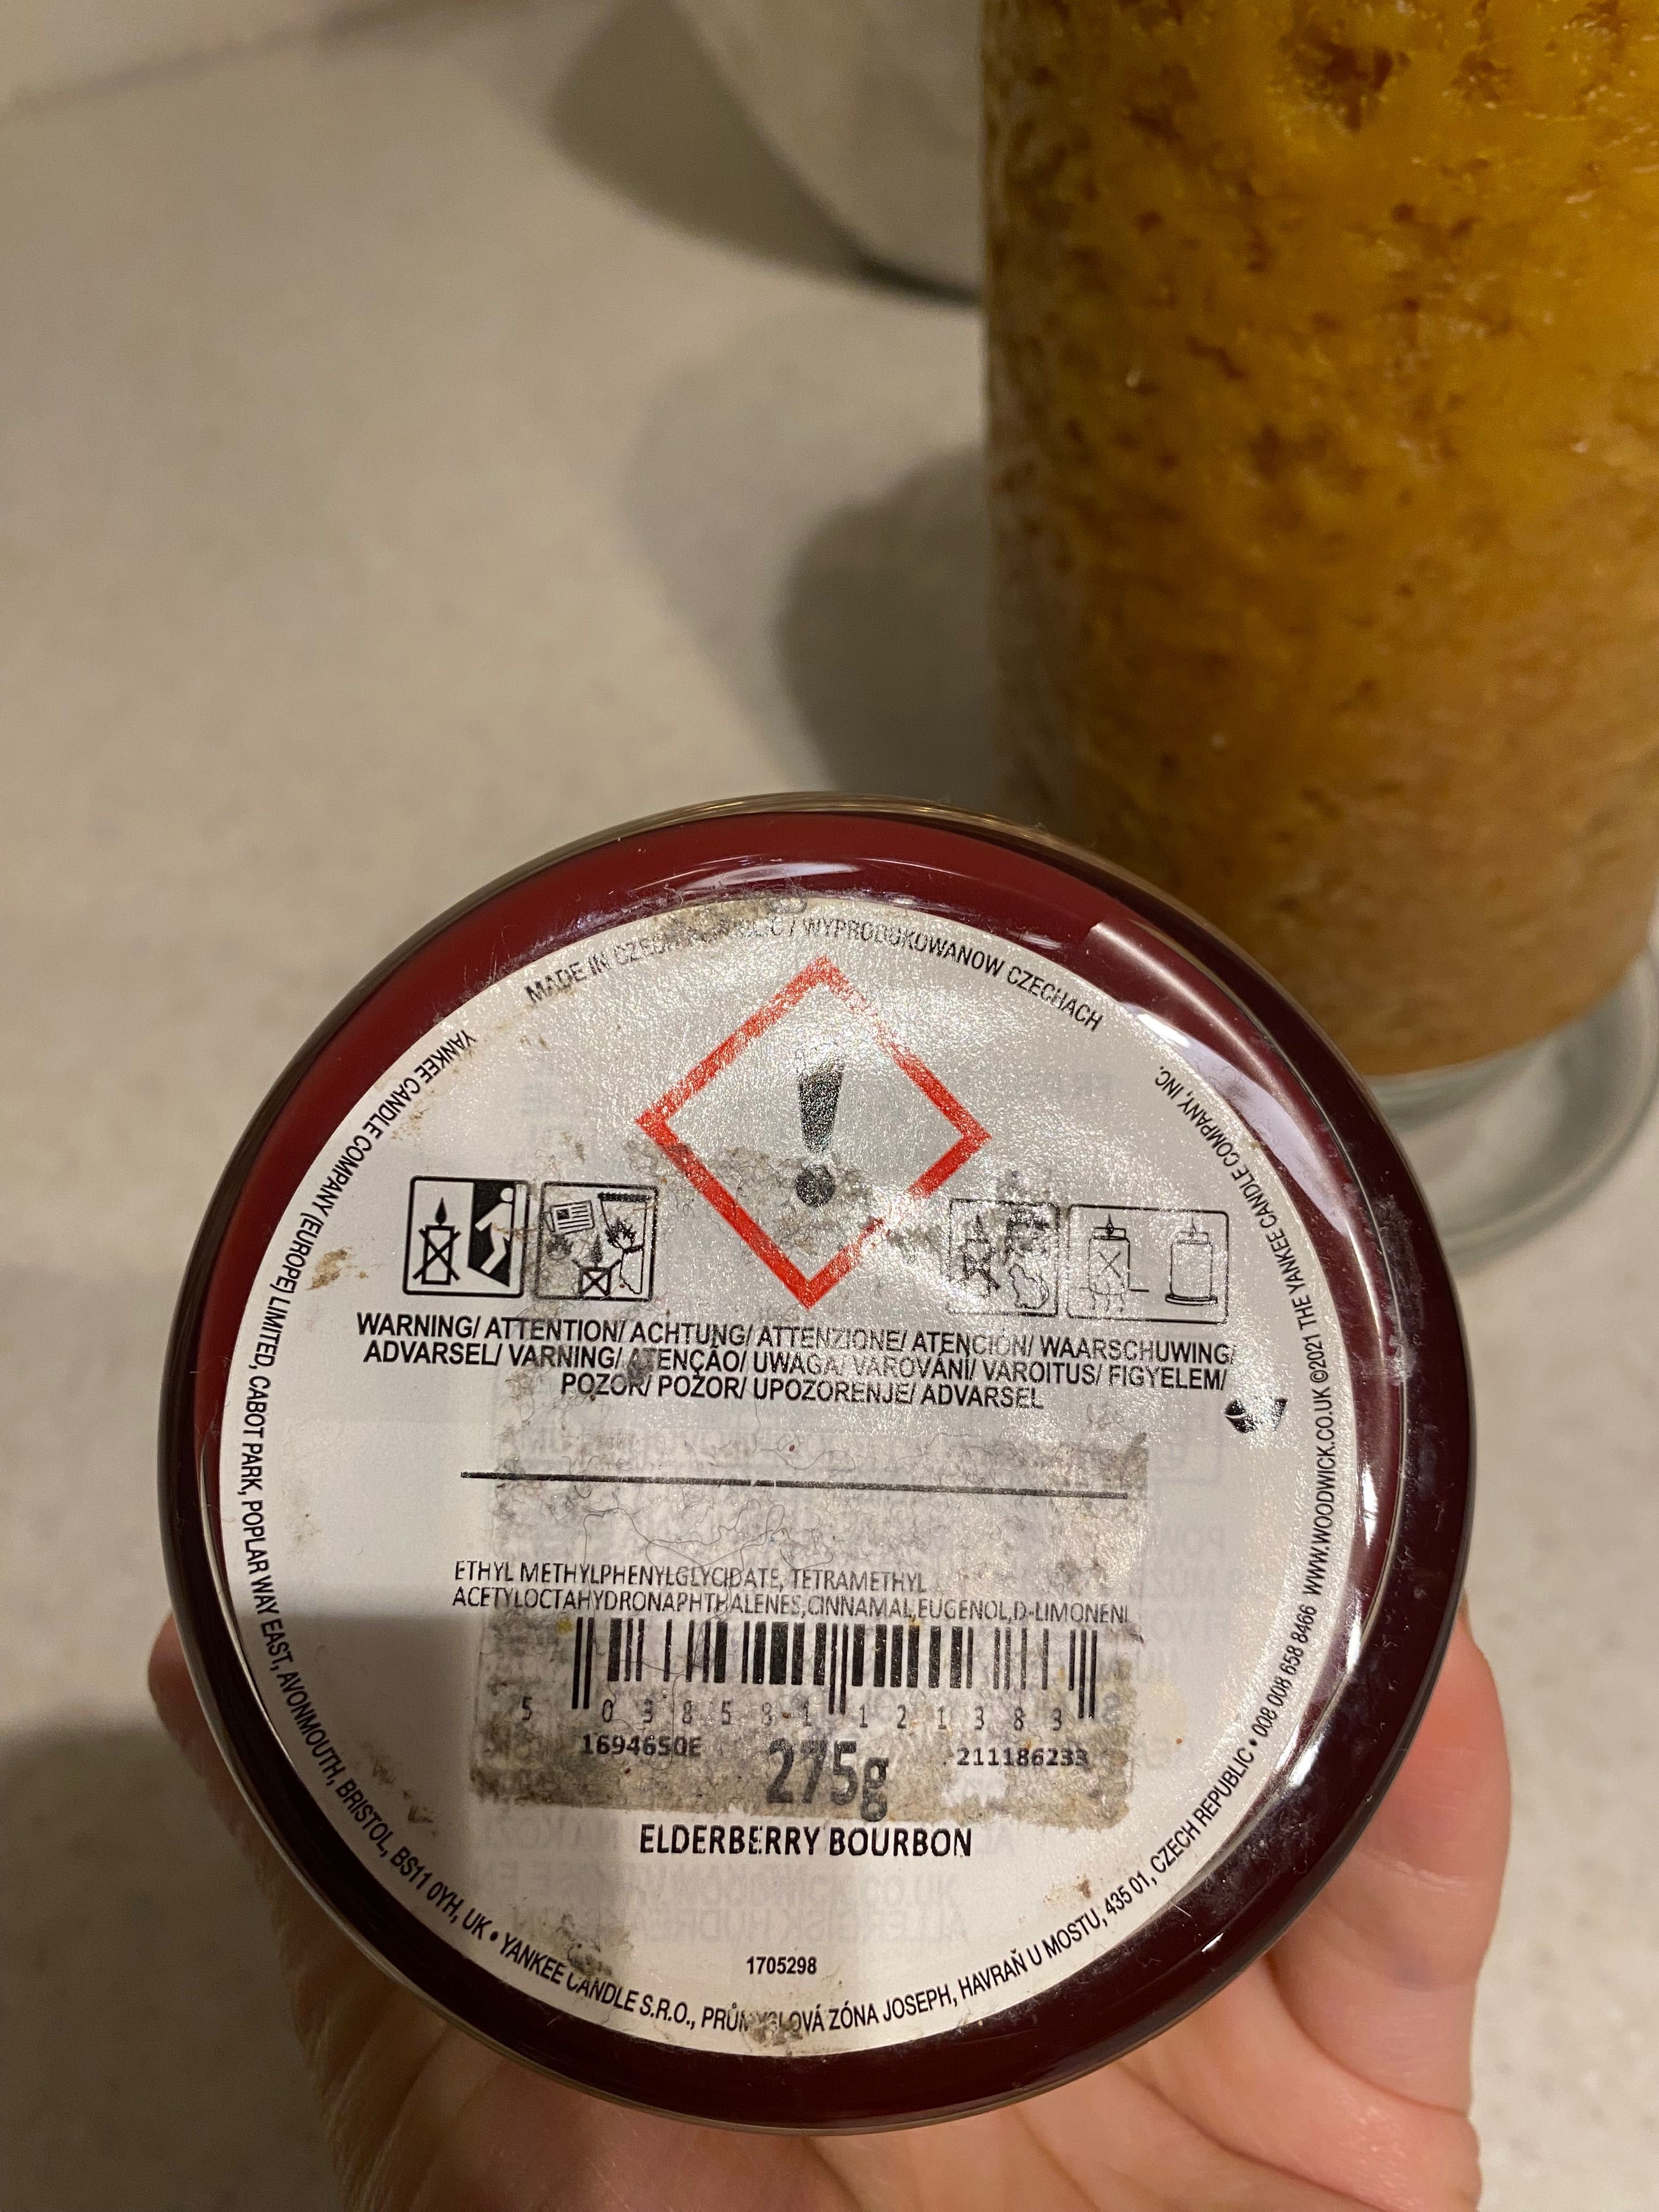 MADE IN CZECH REPUBLIC / WYPRODUKOWANOW CZECHACH
YANKEE CANDLE COMPANY (EUROPE) LIMITED, CABOT PARK, POPLAR WAY EAST, AVONMOUTH, BRISTOL, BS11 0YH, UK • YANKEE CANDLE S.R.O., PRŮMYSLOVÁ ZÓNA JOSEPH, HAVRAŇ U MOSTU, 435 01, CZECH REPUBLIC • 008 008 658 8466 WWW.WOODWICK.CO.UK ©2021 THE YANKEE CANDLE COMPANY, INC.
WARNING/ ATTENTION/ ACHTUNG/ ATTENZIONE/ ATENCIÓN/ WAARSCHUWING/
ADVARSEL/ VARNING/ ATENÇÃO/ UWAGA/ VAROVÁNÍ/ VAROITUS/ FIGYELEM/
POZOR/ POZOR/ UPOZORENJE/ ADVARSEL
ETHYL METHYLPHENYLGLYCIDATE, TETRAMETHYL
ACETYLOCTAHYDRONAPHTHALENES,CINNAMAL,EUGENOL,D-LIMONENE
5 038581 121383
1694650E 275g 211186233
ELDERBERRY BOURBON
1705298